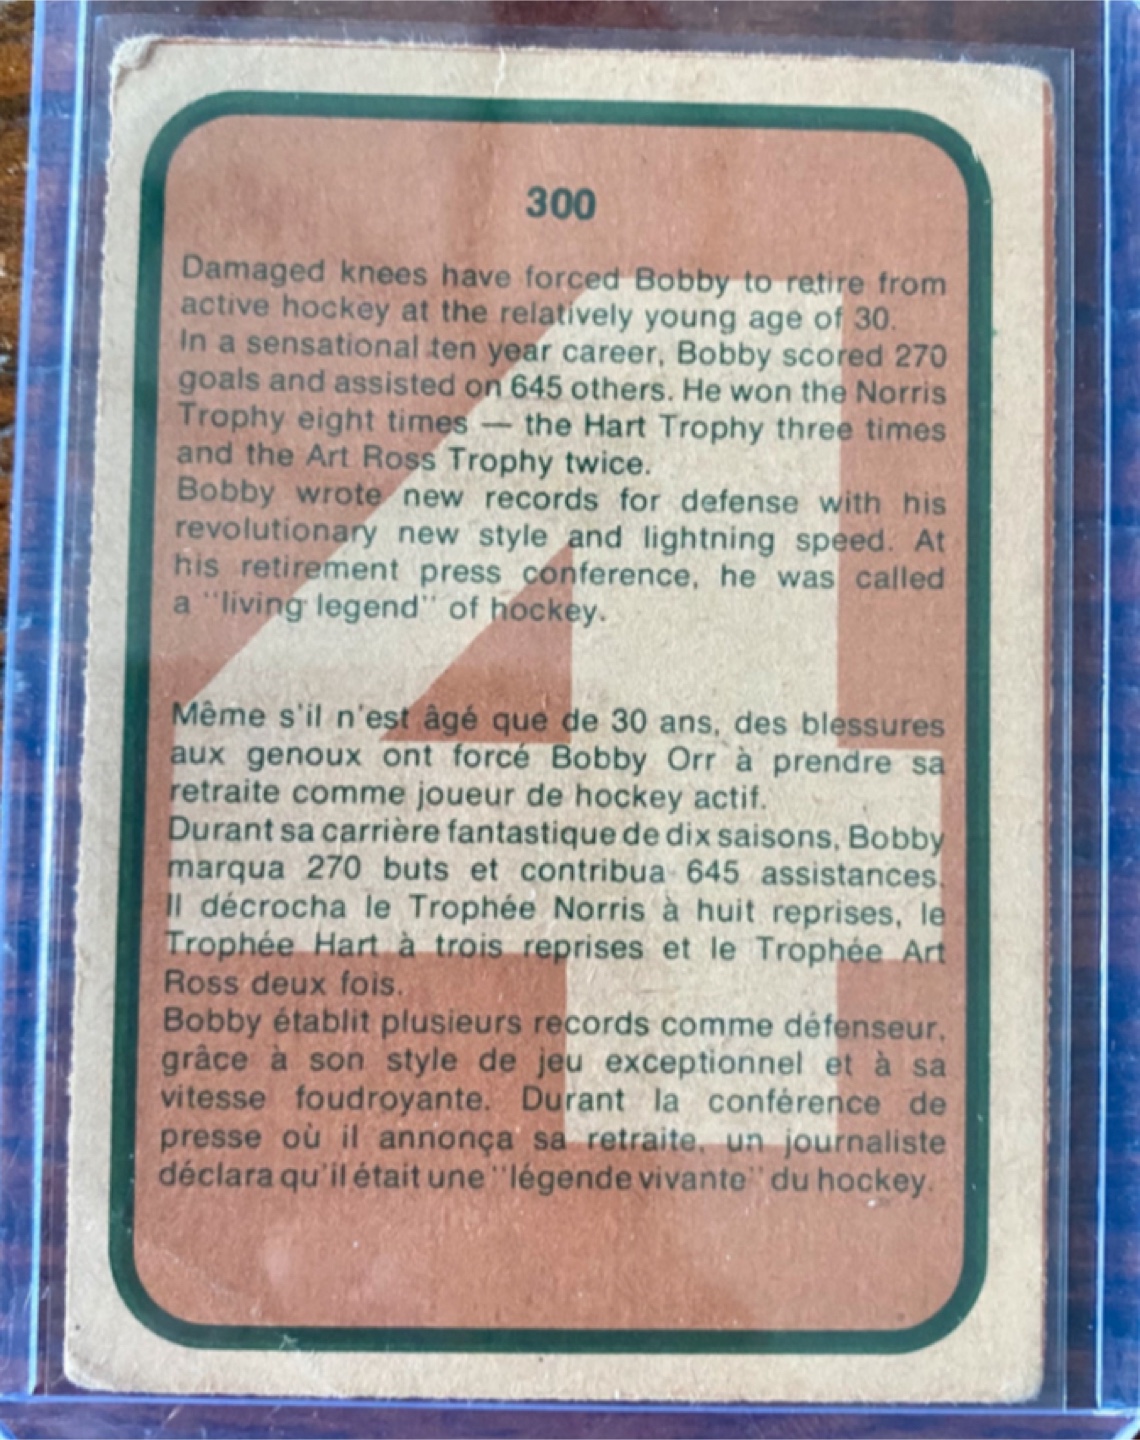 300
Damaged knees have forced Bobby to retire from
active hockey at the relatively young age of 30.
In a sensational ten year career, Bobby scored 270
goals and assisted on 645 others. He won the Norris
Trophy eight times — the Hart Trophy three times
and the Art Ross Trophy twice.
Bobby wrote new records for defense with his
revolutionary new style and lightning speed. At
his retirement press conference, he was called
a "living legend" of hockey.
Même s'il n'est âgé que de 30 ans, des blessures
aux genoux ont forcé Bobby Orr à prendre sa
retraite comme joueur de hockey actif.
Durant sa carrière fantastique de dix saisons, Bobby
marqua 270 buts et contribua 645 assistances.
Il décrocha le Trophée Norris à huit reprises, le
Trophée Hart à trois reprises et le Trophée Art
Ross deux fois.
Bobby établit plusieurs records comme défenseur,
grâce à son style de jeu exceptionnel et à sa
vitesse foudroyante. Durant la conférence de
presse où il annonça sa retraite, un journaliste
déclara qu'il était une "légende vivante" du hockey.
4